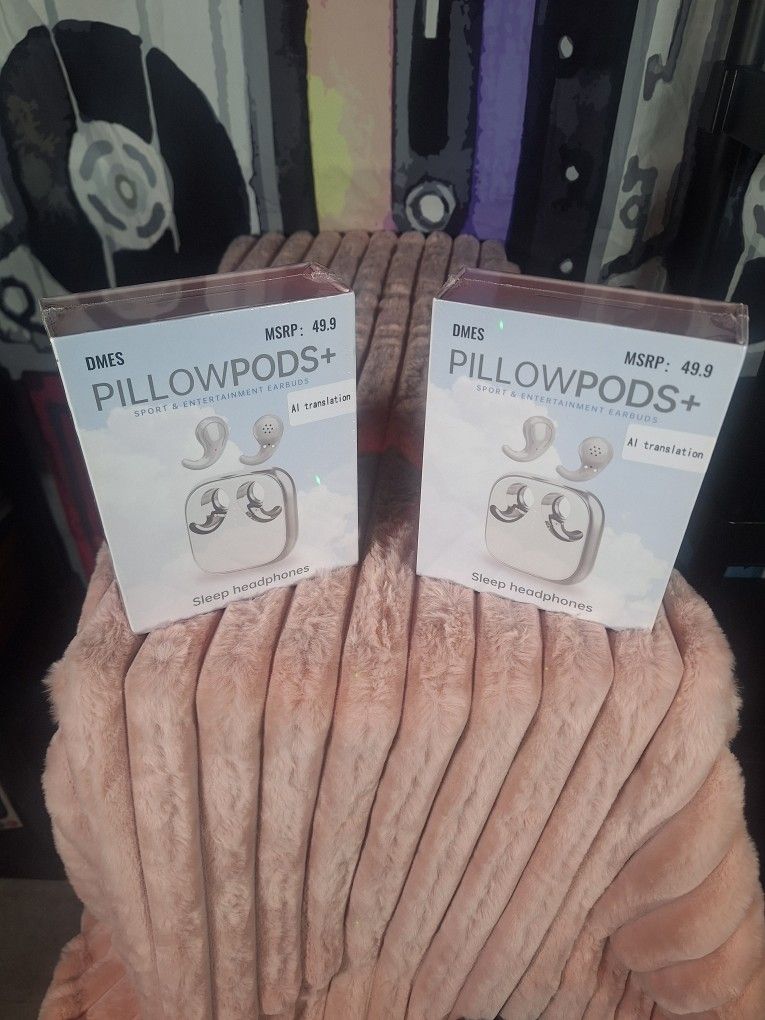 DMES
MSRP: 49.9
PILLOWPODS+
SPORT & ENTERTAINMENT EARBUDS
AI translation
Sleep headphones
DMES
MSRP: 49.9
PILLOWPODS+
SPORT & ENTERTAINMENT EARBUDS
AI translation
Sleep headphones